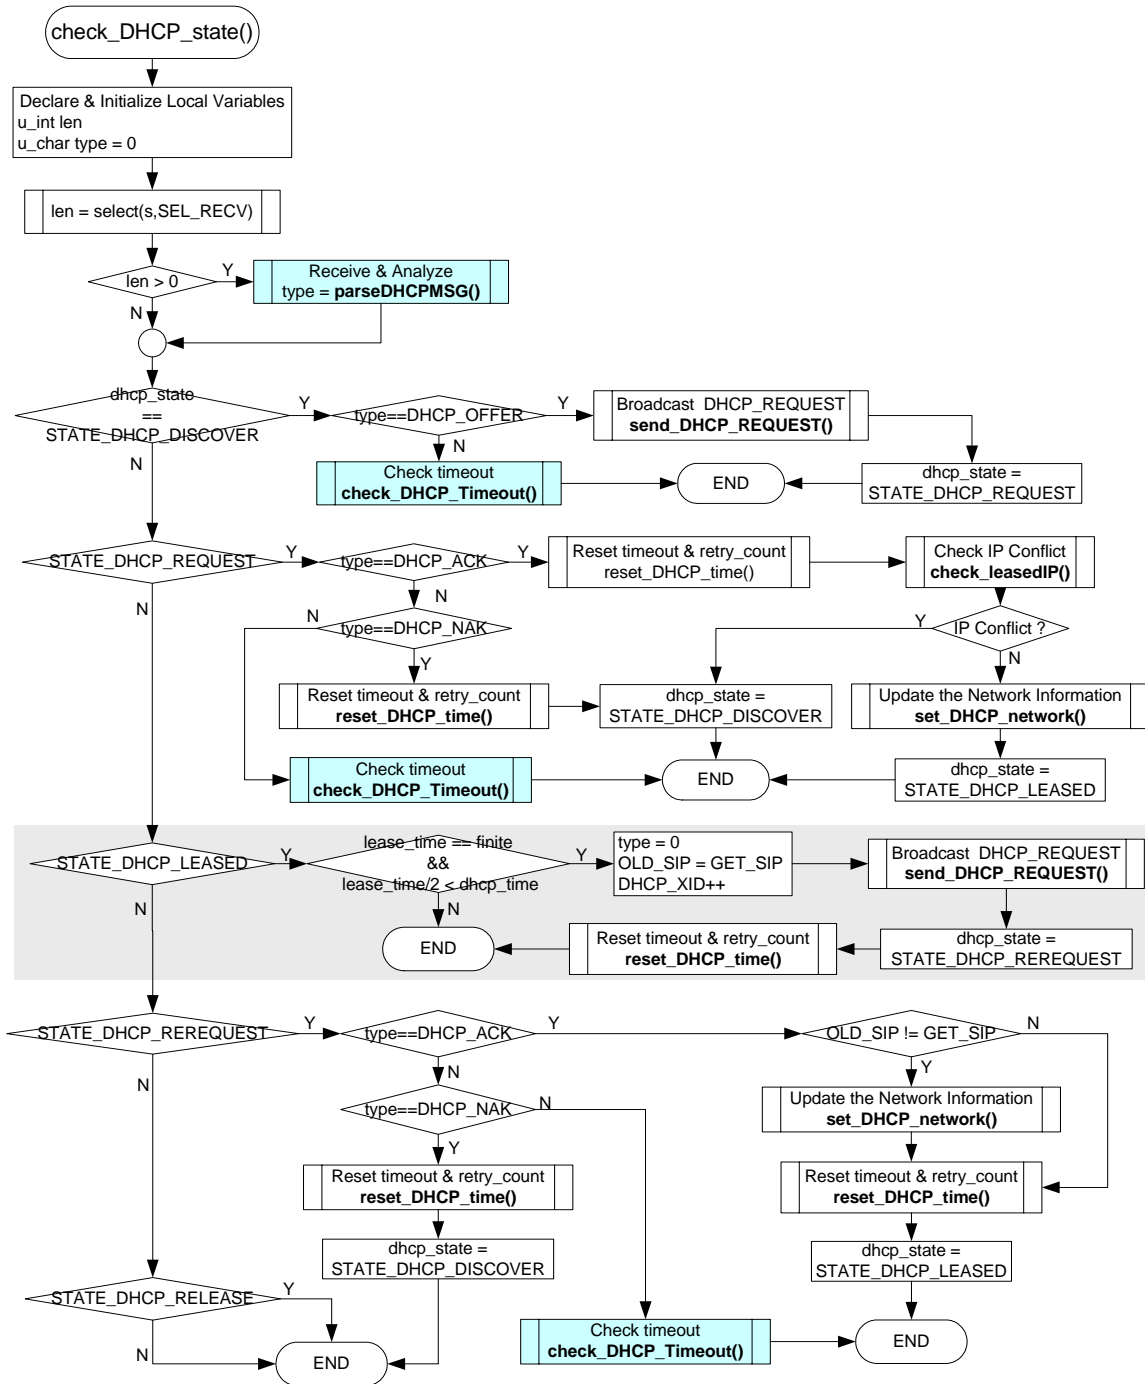 check_DHCP_state()
Declare & Initialize Local Variables
u_int len
u_char type = 0
len = select(s,SEL_RECV)
len > 0
Y
Receive & Analyze
type = parseDHCPMSG()
N
dhcp_state
==
STATE_DHCP_DISCOVER
Y
type==DHCP_OFFER
Y
Broadcast DHCP_REQUEST
send_DHCP_REQUEST()
N
N
Check timeout
check_DHCP_Timeout()
END
dhcp_state =
STATE_DHCP_REQUEST
STATE_DHCP_REQUEST
Y
type==DHCP_ACK
Y
Reset timeout & retry_count
reset_DHCP_time()
Check IP Conflict
check_leasedIP()
N
N
N
type==DHCP_NAK
Y
IP Conflict ?
Y
N
Reset timeout & retry_count
reset_DHCP_time()
dhcp_state =
STATE_DHCP_DISCOVER
Update the Network Information
set_DHCP_network()
Check timeout
check_DHCP_Timeout()
END
dhcp_state =
STATE_DHCP_LEASED
STATE_DHCP_LEASED
Y
lease_time == finite
&&
lease_time/2 < dhcp_time
Y
type = 0
OLD_SIP = GET_SIP
DHCP_XID++
Broadcast DHCP_REQUEST
send_DHCP_REQUEST()
N
N
END
Reset timeout & retry_count
reset_DHCP_time()
dhcp_state =
STATE_DHCP_REREQUEST
STATE_DHCP_REREQUEST
Y
type==DHCP_ACK
Y
OLD_SIP != GET_SIP
N
N
N
Y
type==DHCP_NAK
N
Update the Network Information
set_DHCP_network()
Y
Reset timeout & retry_count
reset_DHCP_time()
Reset timeout & retry_count
reset_DHCP_time()
dhcp_state =
STATE_DHCP_DISCOVER
dhcp_state =
STATE_DHCP_LEASED
STATE_DHCP_RELEASE
Y
N
END
Check timeout
check_DHCP_Timeout()
END